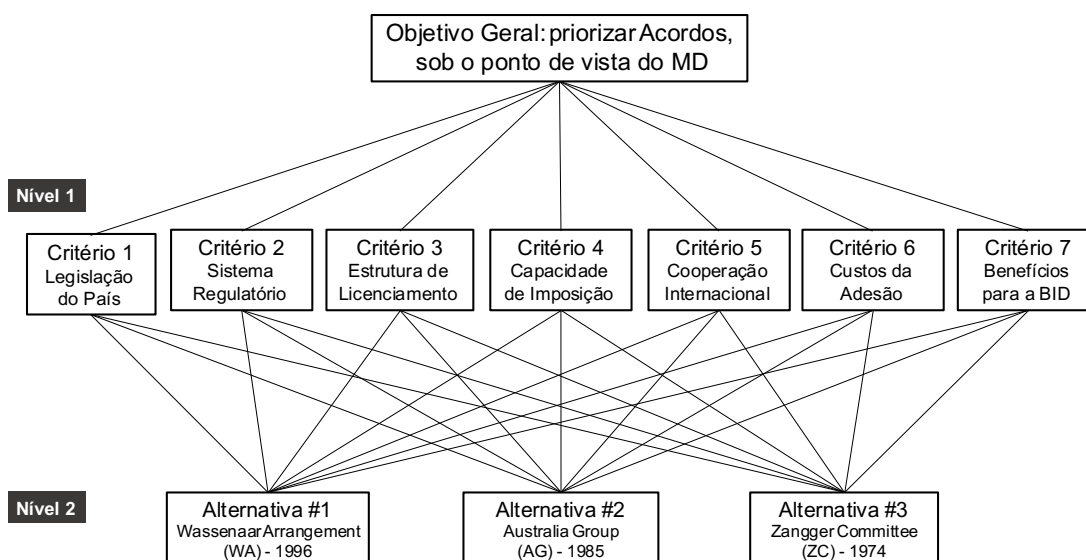 Objetivo Geral: priorizar Acordos,
sob o ponto de vista do MD
Nível 1
Critério 1
Legislação
do País
Critério 2
Sistema
Regulatório
Critério 3
Estrutura de
Licenciamento
Critério 4
Capacidade
de Imposição
Critério 5
Cooperação
Internacional
Critério 6
Custos da
Adesão
Critério 7
Benefícios
para a BID
Nível 2
Alternativa #1
Wassenaar Arrangement
(WA) - 1996
Alternativa #2
Australia Group
(AG) - 1985
Alternativa #3
Zangger Committee
(ZC) - 1974